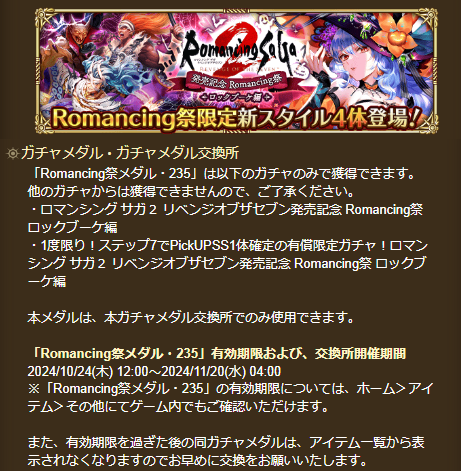 Romancing SaGa
2
REVENGE OF THE SEVEN
発売記念 Romancing祭
ロックブーケ編
Romancing祭限定新スタイル4体登場！
ガチャメダル・ガチャメダル交換所
「Romancing祭メダル・235」は以下のガチャのみで獲得できます。
他のガチャからは獲得できませんので、ご了承ください。
・ロマンシング サガ２ リベンジオブザセブン発売記念 Romancing祭
ロックブーケ編
・1度限り！ステップ7でPickUPSS1体確定の有償限定ガチャ！ロマン
シング サガ２ リベンジオブザセブン発売記念 Romancing祭 ロックブ
ーケ編
本メダルは、本ガチャメダル交換所でのみ使用できます。
「Romancing祭メダル・235」有効期限および、交換所開催期間
2024/10/24(木) 12:00～2024/11/20(水) 04:00
※「Romancing祭メダル・235」の有効期限については、ホーム＞アイ
テム＞その他にてゲーム内でもご確認いただけます。
また、有効期限を過ぎた後の同ガチャメダルは、アイテム一覧から表
示されなくなりますのでお早めに交換をお願いいたします。